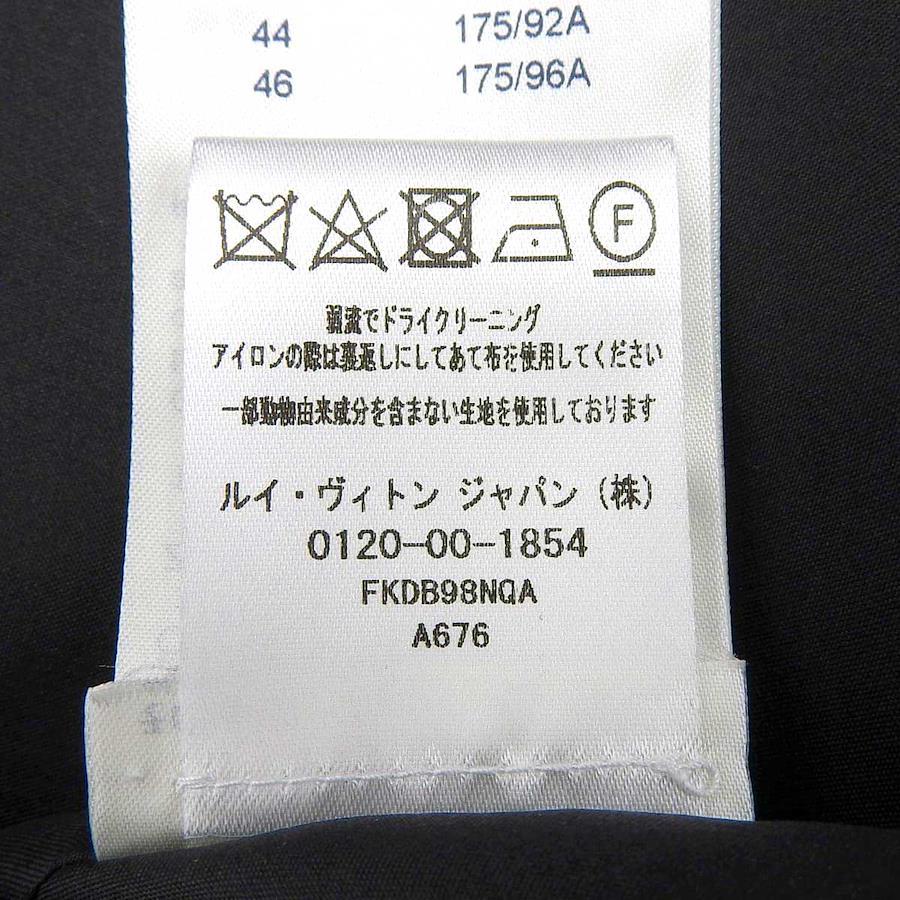 44 175/92A
46 175/96A
F
弱流でドライクリーニング
アイロンの際は裏返しにしてあて布を使用してください
一部動物由来成分を含まない生地を使用しております
ルイ・ヴィトン ジャパン (株)
0120-00-1854
FKDB98NQA
A676